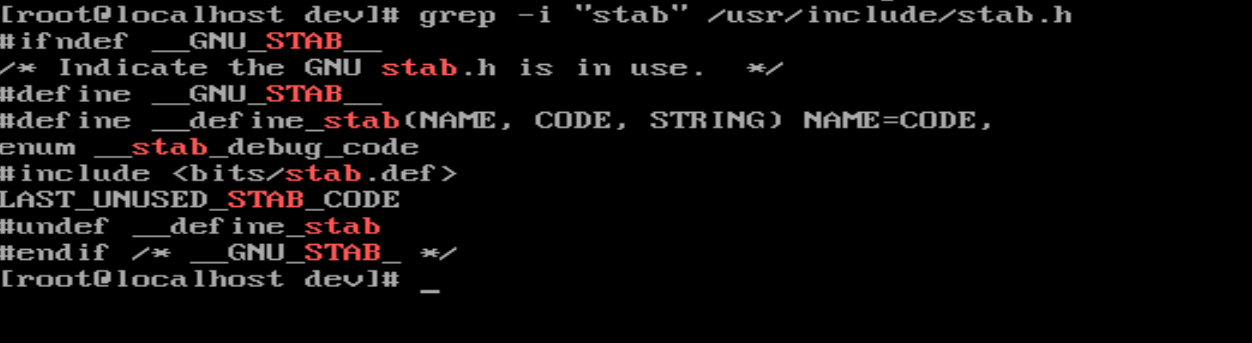 [root@localhost dev]# grep -i "stab" /usr/include/stab.h
#ifndef __GNU_STAB__
/* Indicate the GNU stab.h is in use.  */
#define __GNU_STAB__
#define __define_stab(NAME, CODE, STRING) NAME=CODE,
enum __stab_debug_code
#include <bits/stab.def>
LAST_UNUSED_STAB_CODE
#undef __define_stab
#endif /* __GNU_STAB_ */
[root@localhost dev]# _